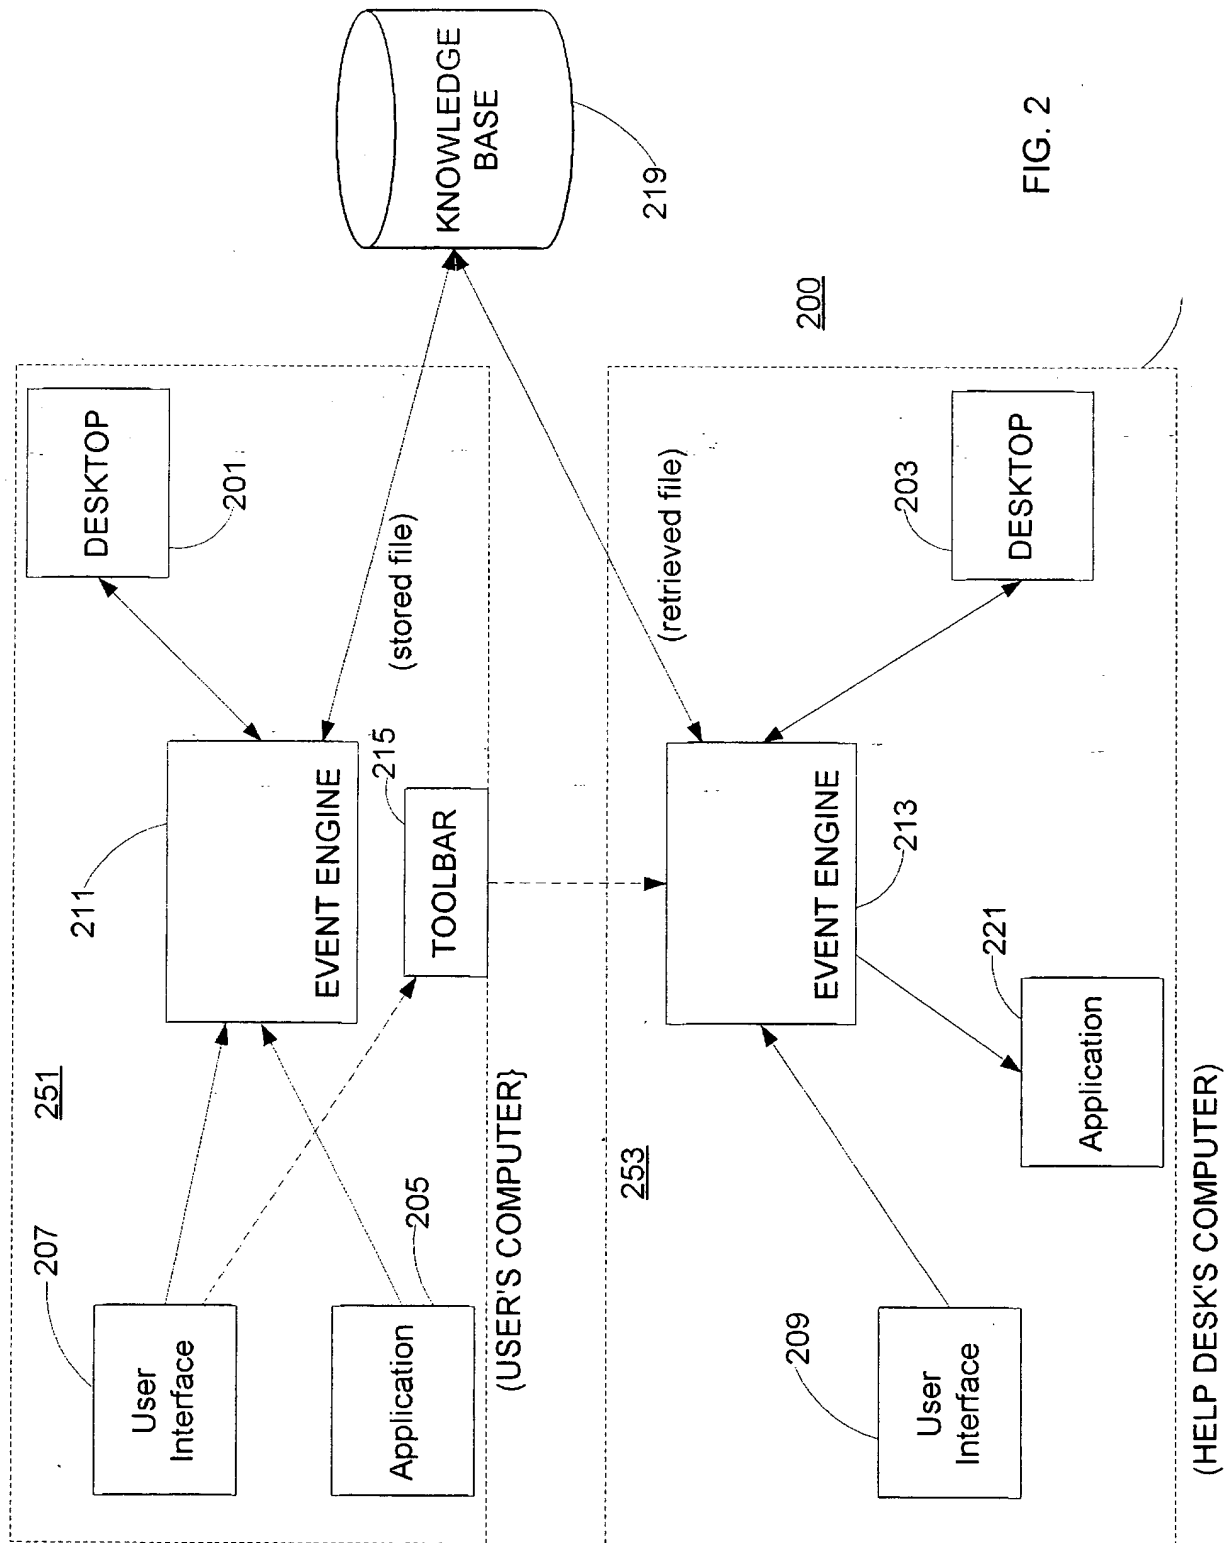 251
207
User
Interface
Application
205
211
EVENT ENGINE
215
TOOLBAR
DESKTOP
201
(stored file)
(USER'S COMPUTER}
KNOWLEDGE
BASE
219
253
209
User
Interface
EVENT ENGINE
213
221
Application
(retrieved file)
203
DESKTOP
200
(HELP DESK'S COMPUTER)
FIG. 2